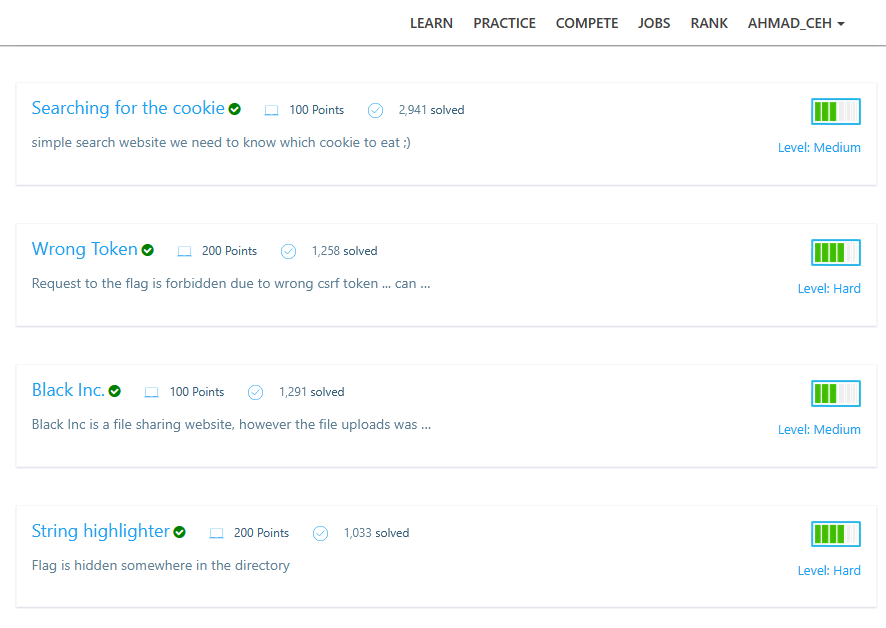 LEARN PRACTICE COMPETE JOBS RANK AHMAD_CEH
Searching for the cookie 100 Points 2,941 solved
simple search website we need to know which cookie to eat ;)
Level: Medium
Wrong Token 200 Points 1,258 solved
Request to the flag is forbidden due to wrong csrf token ... can ...
Level: Hard
Black Inc. 100 Points 1,291 solved
Black Inc is a file sharing website, however the file uploads was ...
Level: Medium
String highlighter 200 Points 1,033 solved
Flag is hidden somewhere in the directory
Level: Hard